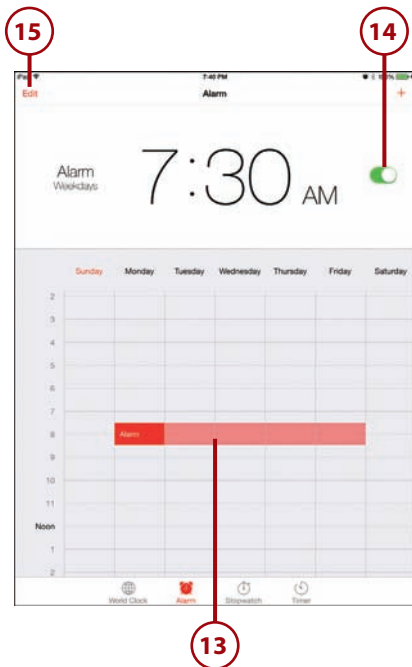 15
14
iPad
7:40 PM
100%
Edit
Alarm
+
Alarm
Weekdays
7:30 AM
Sunday Monday Tuesday Wednesday Thursday Friday Saturday
2
3
4
5
6
7
8
Alarm
9
10
11
Noon
1
2
World Clock Alarm Stopwatch Timer
13